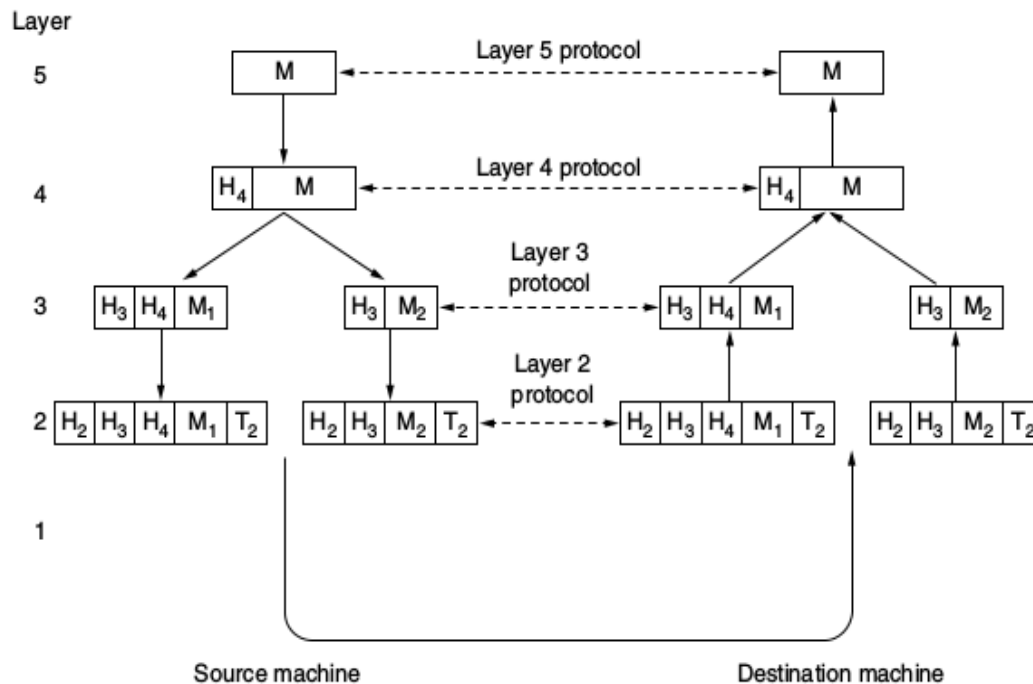 Layer
5 M Layer 5 protocol M
4 H₄ M Layer 4 protocol H₄ M
3 H₃ H₄ M₁ H₃ M₂ Layer 3 protocol H₃ H₄ M₁ H₃ M₂
2 H₂ H₃ H₄ M₁ T₂ H₂ H₃ M₂ T₂ Layer 2 protocol H₂ H₃ H₄ M₁ T₂ H₂ H₃ M₂ T₂
1
Source machine Destination machine